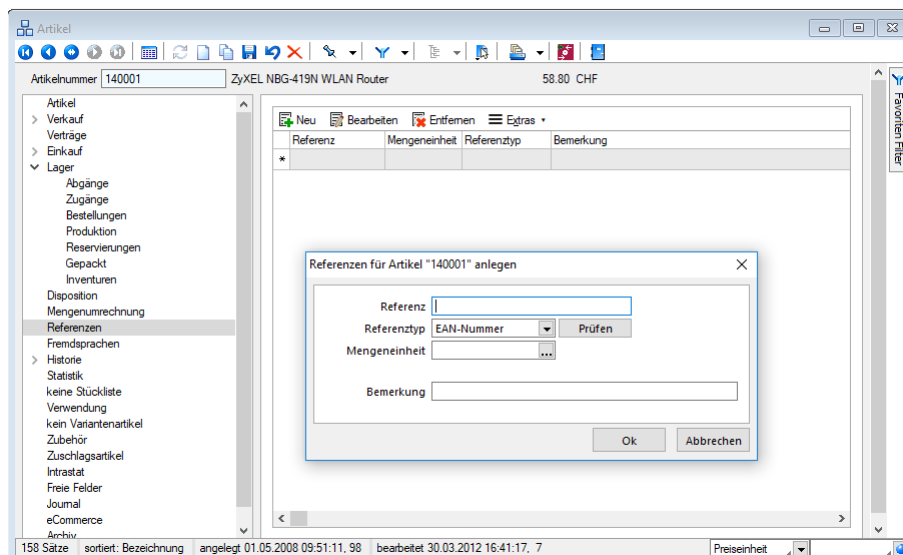 Artikel
Artikelnummer 140001 ZyXEL NBG-419N WLAN Router 58.80 CHF
Favoriten Filter
Artikel
Verkauf
Verträge
Einkauf
Lager
Abgänge
Zugänge
Bestellungen
Produktion
Reservierungen
Gepackt
Inventuren
Disposition
Mengenumrechnung
Referenzen
Fremdsprachen
Historie
Statistik
keine Stückliste
Verwendung
kein Variantenartikel
Zubehör
Zuschlagsartikel
Intrastat
Freie Felder
Journal
eCommerce
Archiv
Neu Bearbeiten Entfernen Extras
Referenz Mengeneinheit Referenztyp Bemerkung
*
Referenzen für Artikel "140001" anlegen
Referenz
Referenztyp EAN-Nummer Prüfen
Mengeneinheit ...
Bemerkung
Ok Abbrechen
158 Sätze sortiert: Bezeichnung angelegt 01.05.2008 09:51:11, 98 bearbeitet 30.03.2012 16:41:17, 7 Preiseinheit